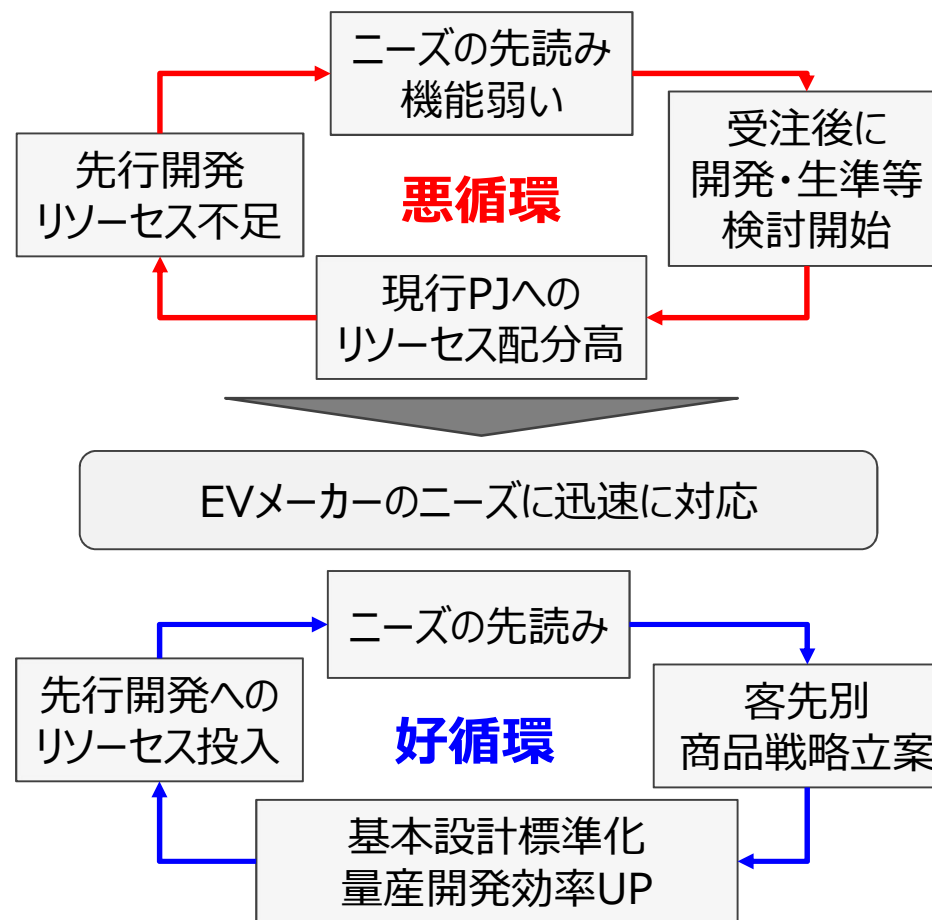 ニーズの先読み
機能弱い
受注後に
開発・生準等
検討開始
先行開発
リソーセス不足
悪循環
現行PJへの
リソーセス配分高
EVメーカーのニーズに迅速に対応
ニーズの先読み
先行開発への
リソーセス投入
好循環
客先別
商品戦略立案
基本設計標準化
量産開発効率UP